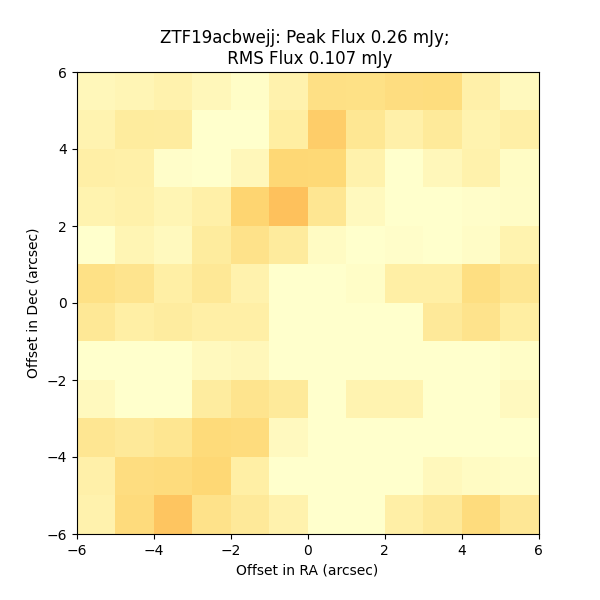 ZTF19acbwejj: Peak Flux 0.26 mJy;
RMS Flux 0.107 mJy
6
4
2
0
−2
−4
−6
Offset in Dec (arcsec)
−6 −4 −2 0 2 4 6
Offset in RA (arcsec)